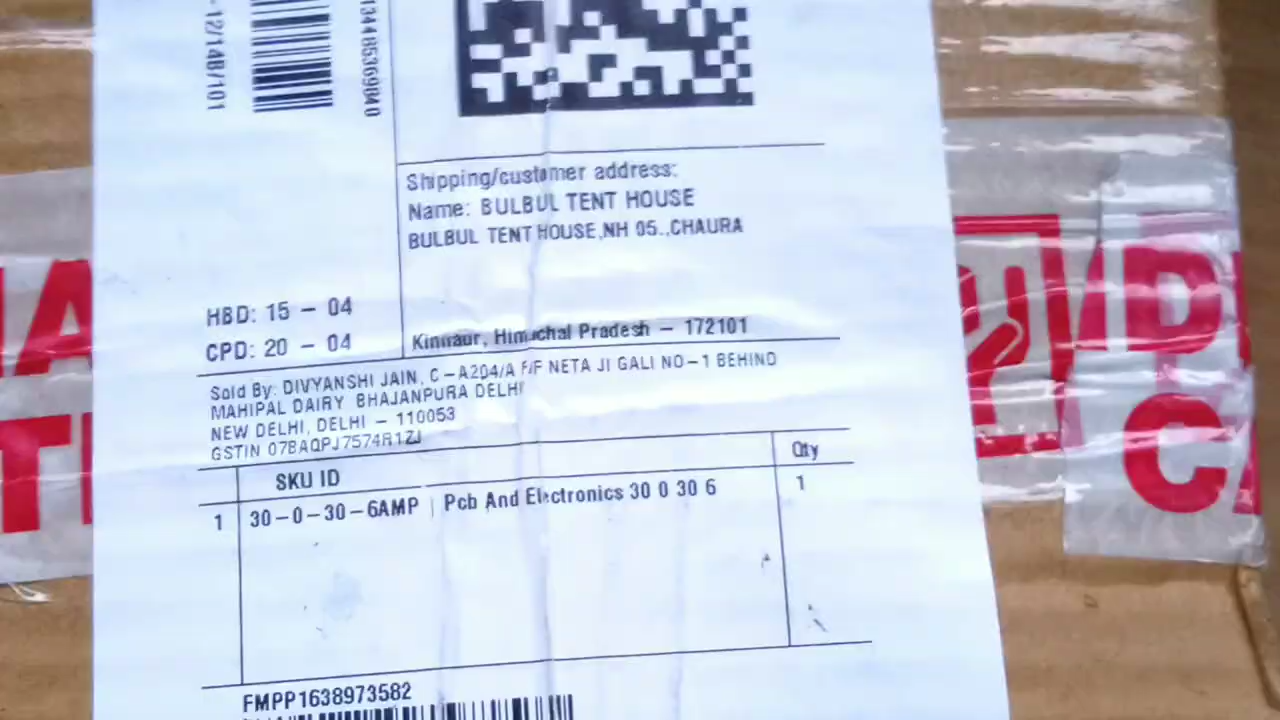 12/14B/101
Shipping/customer address:
Name: BULBUL TENT HOUSE
BULBUL TENT HOUSE,NH 05.,CHAURA
HBD: 15 - 04
CPD: 20 - 04
Kinnaur, Himachal Pradesh - 172101
Sold By: DIVYANSHI JAIN, C-A204/A F/F NETA JI GALI NO-1 BEHIND
MAHIPAL DAIRY BHAJANPURA DELHI
NEW DELHI, DELHI - 110053
GSTIN 07BAQPJ7574R1ZJ
SKU ID
Qty
1 30-0-30-6AMP | Pcb And Electronics 30 0 30 6 1
FMPP1638973582